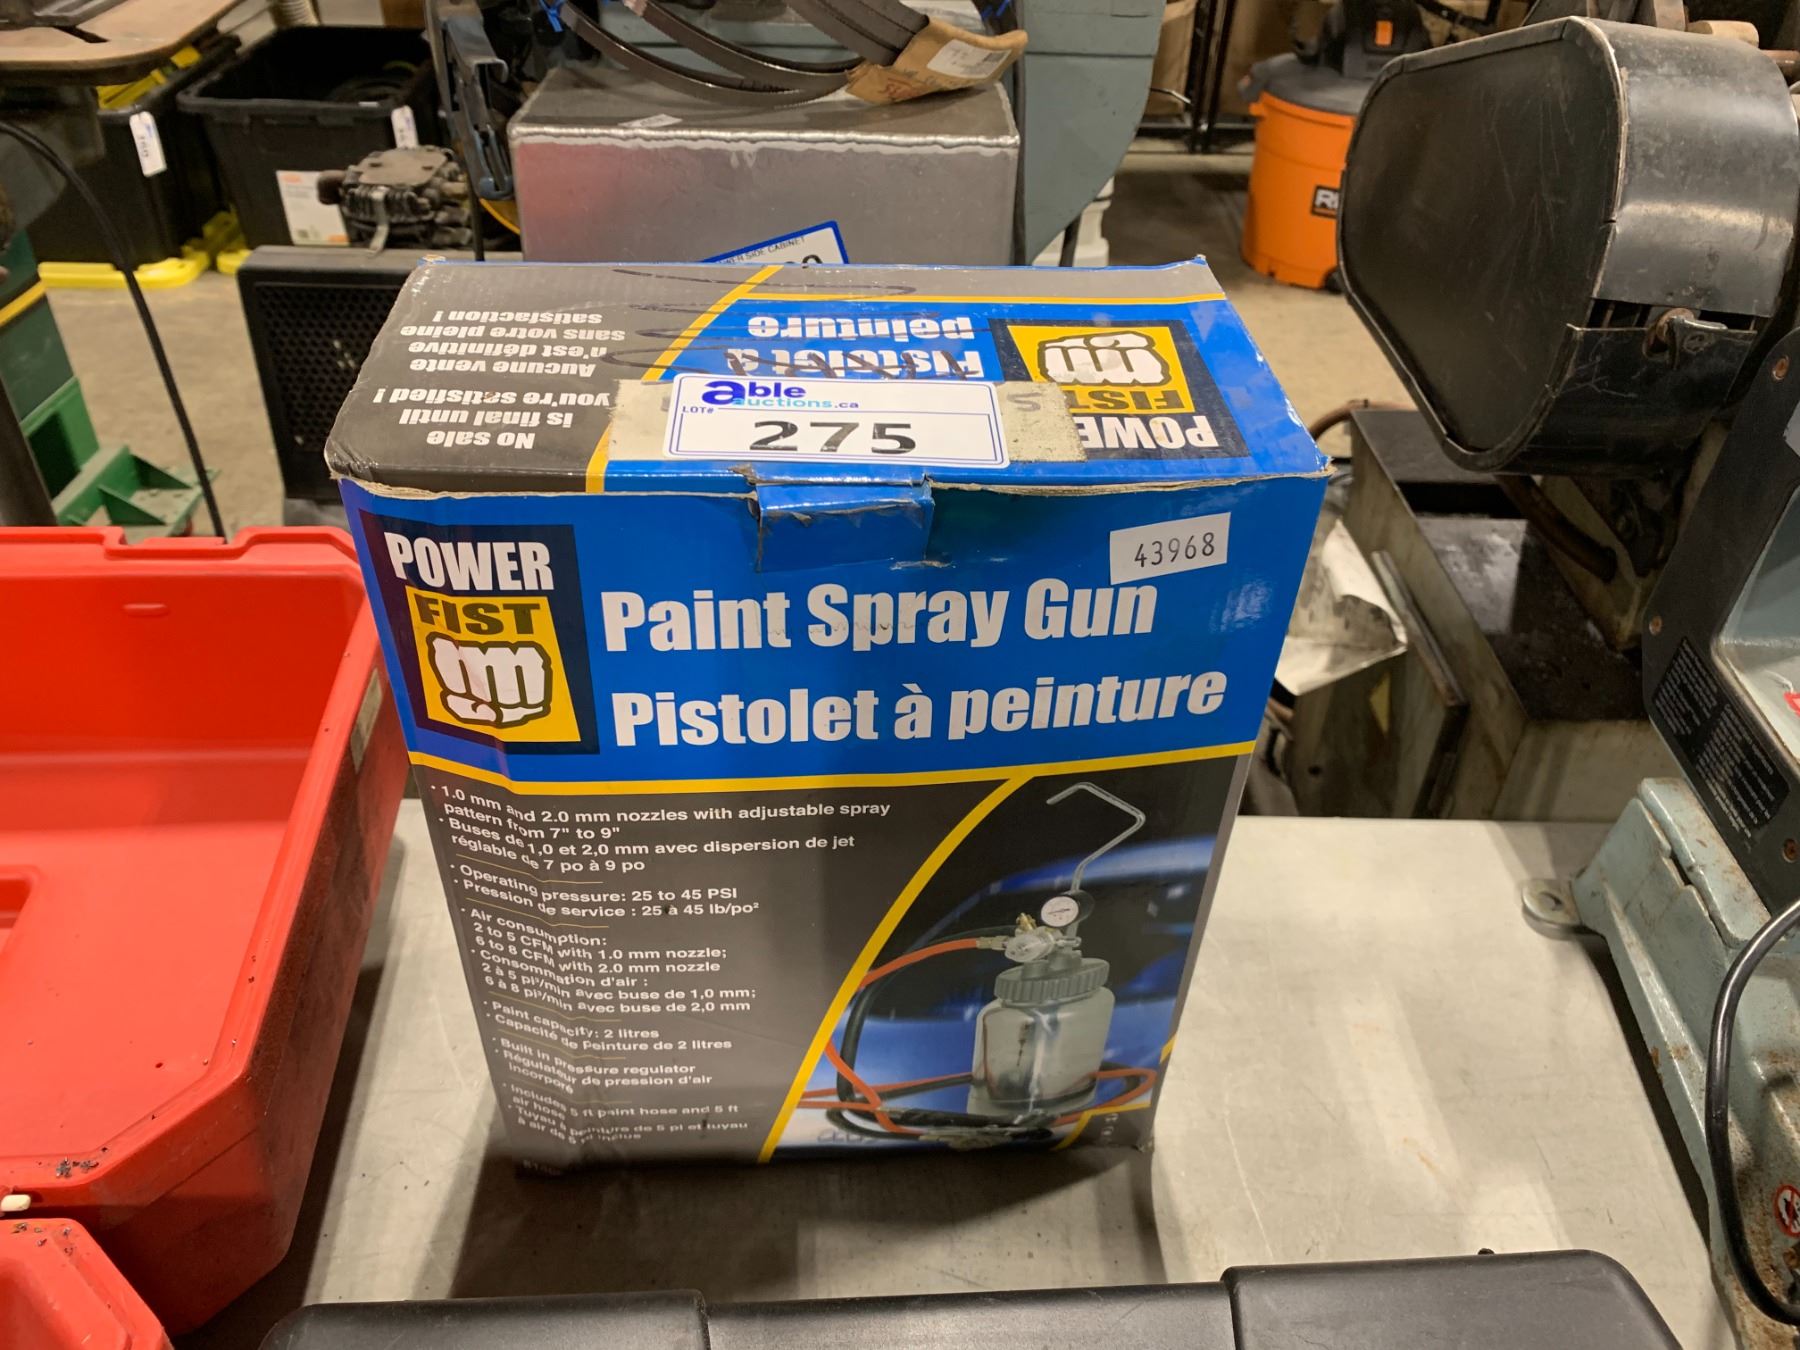 SIDE CABINET
No sale
is final until
you're satisfied !
Aucune vente
n'est définitive
sans votre pleine
satisfaction !
Fistolet à
peinture
POWER
FIST
able
auctions.ca
LOT#
275
43968
POWER
FIST
Paint Spray Gun
Pistolet à peinture
• 1.0 mm and 2.0 mm nozzles with adjustable spray
pattern from 7" to 9"
• Buses de 1,0 et 2,0 mm avec dispersion de jet
réglable de 7 po à 9 po
• Operating pressure: 25 to 45 PSI
• Pression de service : 25 à 45 lb/po²
• Air consumption:
2 to 5 CFM with 1.0 mm nozzle;
6 to 8 CFM with 2.0 mm nozzle
• Consommation d'air :
2 à 5 pi³/min avec buse de 1,0 mm;
6 à 8 pi³/min avec buse de 2,0 mm
• Paint capacity: 2 litres
• Capacité de Peinture de 2 litres
• Built in pressure regulator
• Régulateur de pression d'air
incorporé
• Includes 5 ft paint hose and 5 ft
air hose
• Tuyau à peinture de 5 pi et tuyau
à air de 5 pi inclus